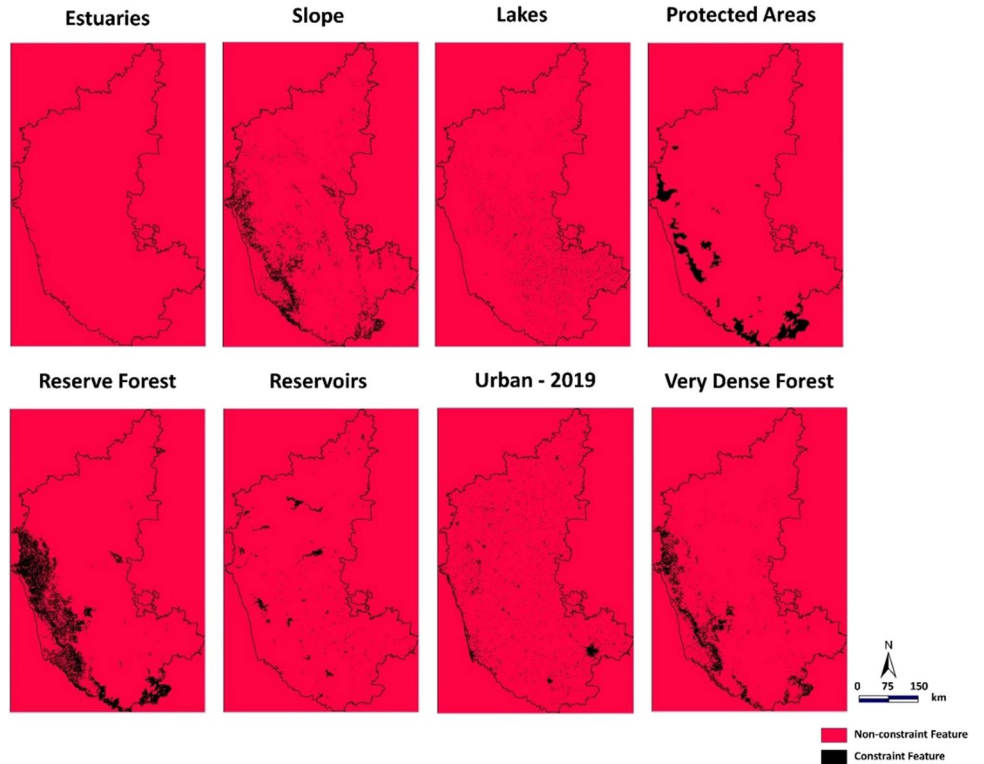 Estuaries
Slope
Lakes
Protected Areas
Reserve Forest
Reservoirs
Urban - 2019
Very Dense Forest
N
0 75 150
km
Non-constraint Feature
Constraint Feature